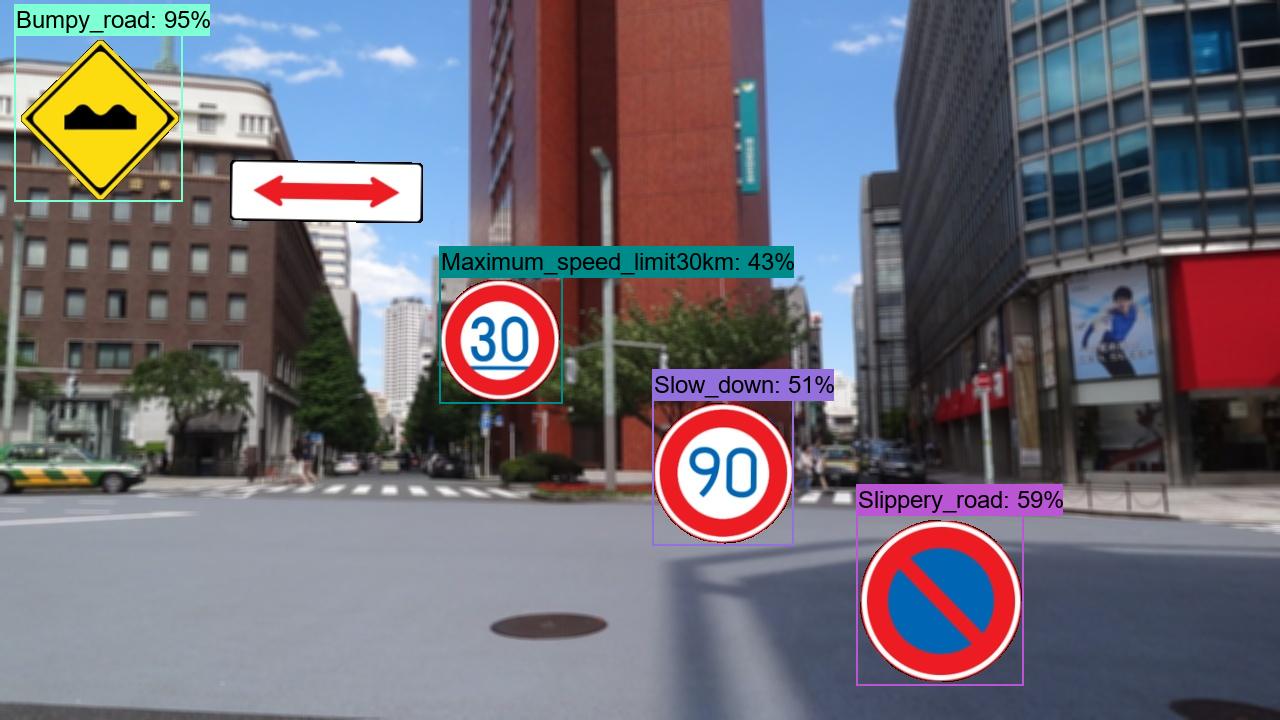 Bumpy_road: 95%
Maximum_speed_limit30km: 43%
30
Slow_down: 51%
90
Slippery_road: 59%